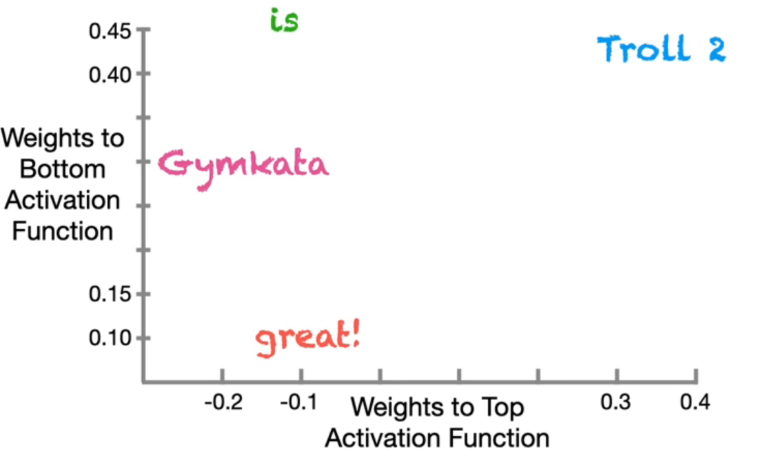 is
0.45
Troll 2
0.40
Weights to
Bottom
Activation
Function
Gymkata
0.15
0.10
great!
-0.2
-0.1
0.3
0.4
Weights to Top
Activation Function